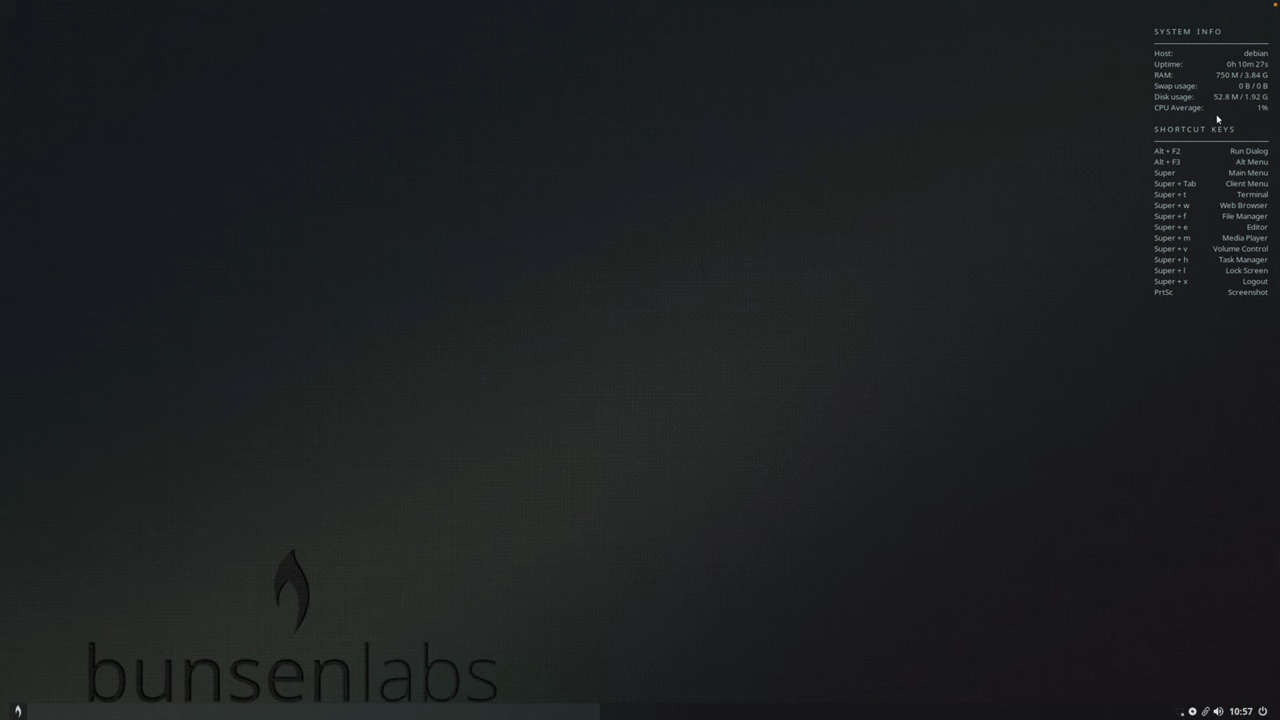 SYSTEM INFO
Host: debian
Uptime: 0h 10m 27s
RAM: 750 M / 3.84 G
Swap usage: 0 B / 0 B
Disk usage: 52.8 M / 1.92 G
CPU Average: 1%
SHORTCUT KEYS
Alt + F2 Run Dialog
Alt + F3 Alt Menu
Super Main Menu
Super + Tab Client Menu
Super + t Terminal
Super + w Web Browser
Super + f File Manager
Super + e Editor
Super + m Media Player
Super + v Volume Control
Super + h Task Manager
Super + l Lock Screen
Super + x Logout
PrtSc Screenshot
bunsenlabs
10:57